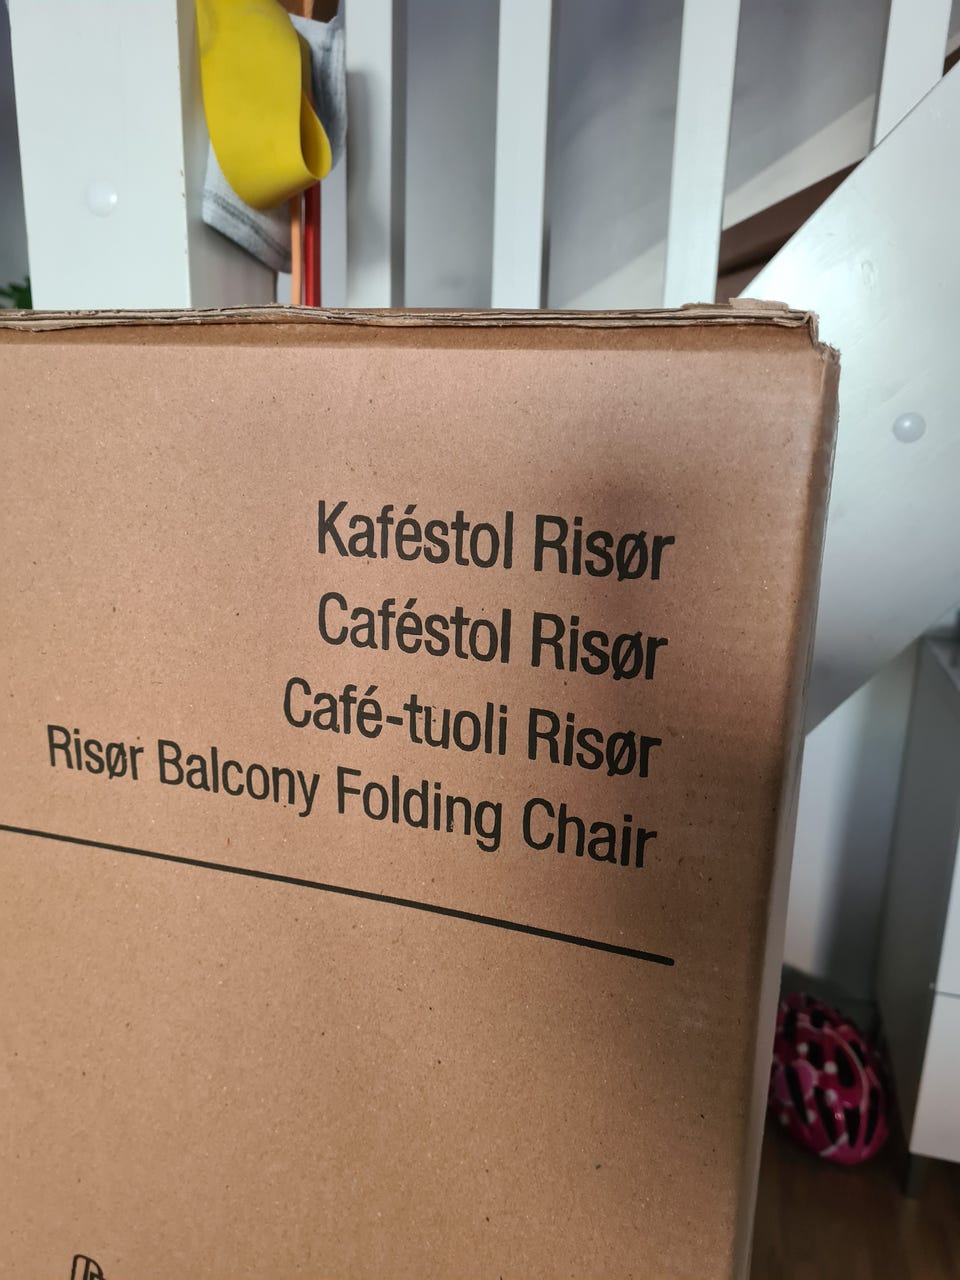 Kaféstol Risør
Caféstol Risør
Café-tuoli Risør
Risør Balcony Folding Chair